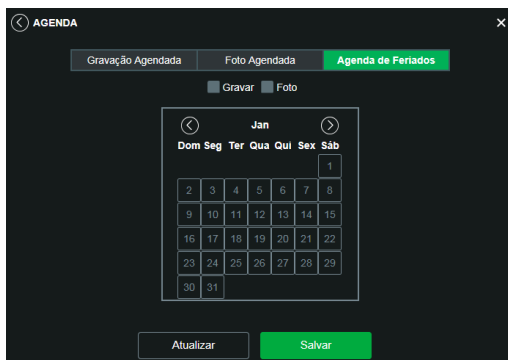 AGENDA
Gravação Agendada Foto Agendada Agenda de Feriados
Gravar Foto
Jan
Dom Seg Ter Qua Qui Sex Sáb
1
2 3 4 5 6 7 8
9 10 11 12 13 14 15
16 17 18 19 20 21 22
23 24 25 26 27 28 29
30 31
Atualizar Salvar